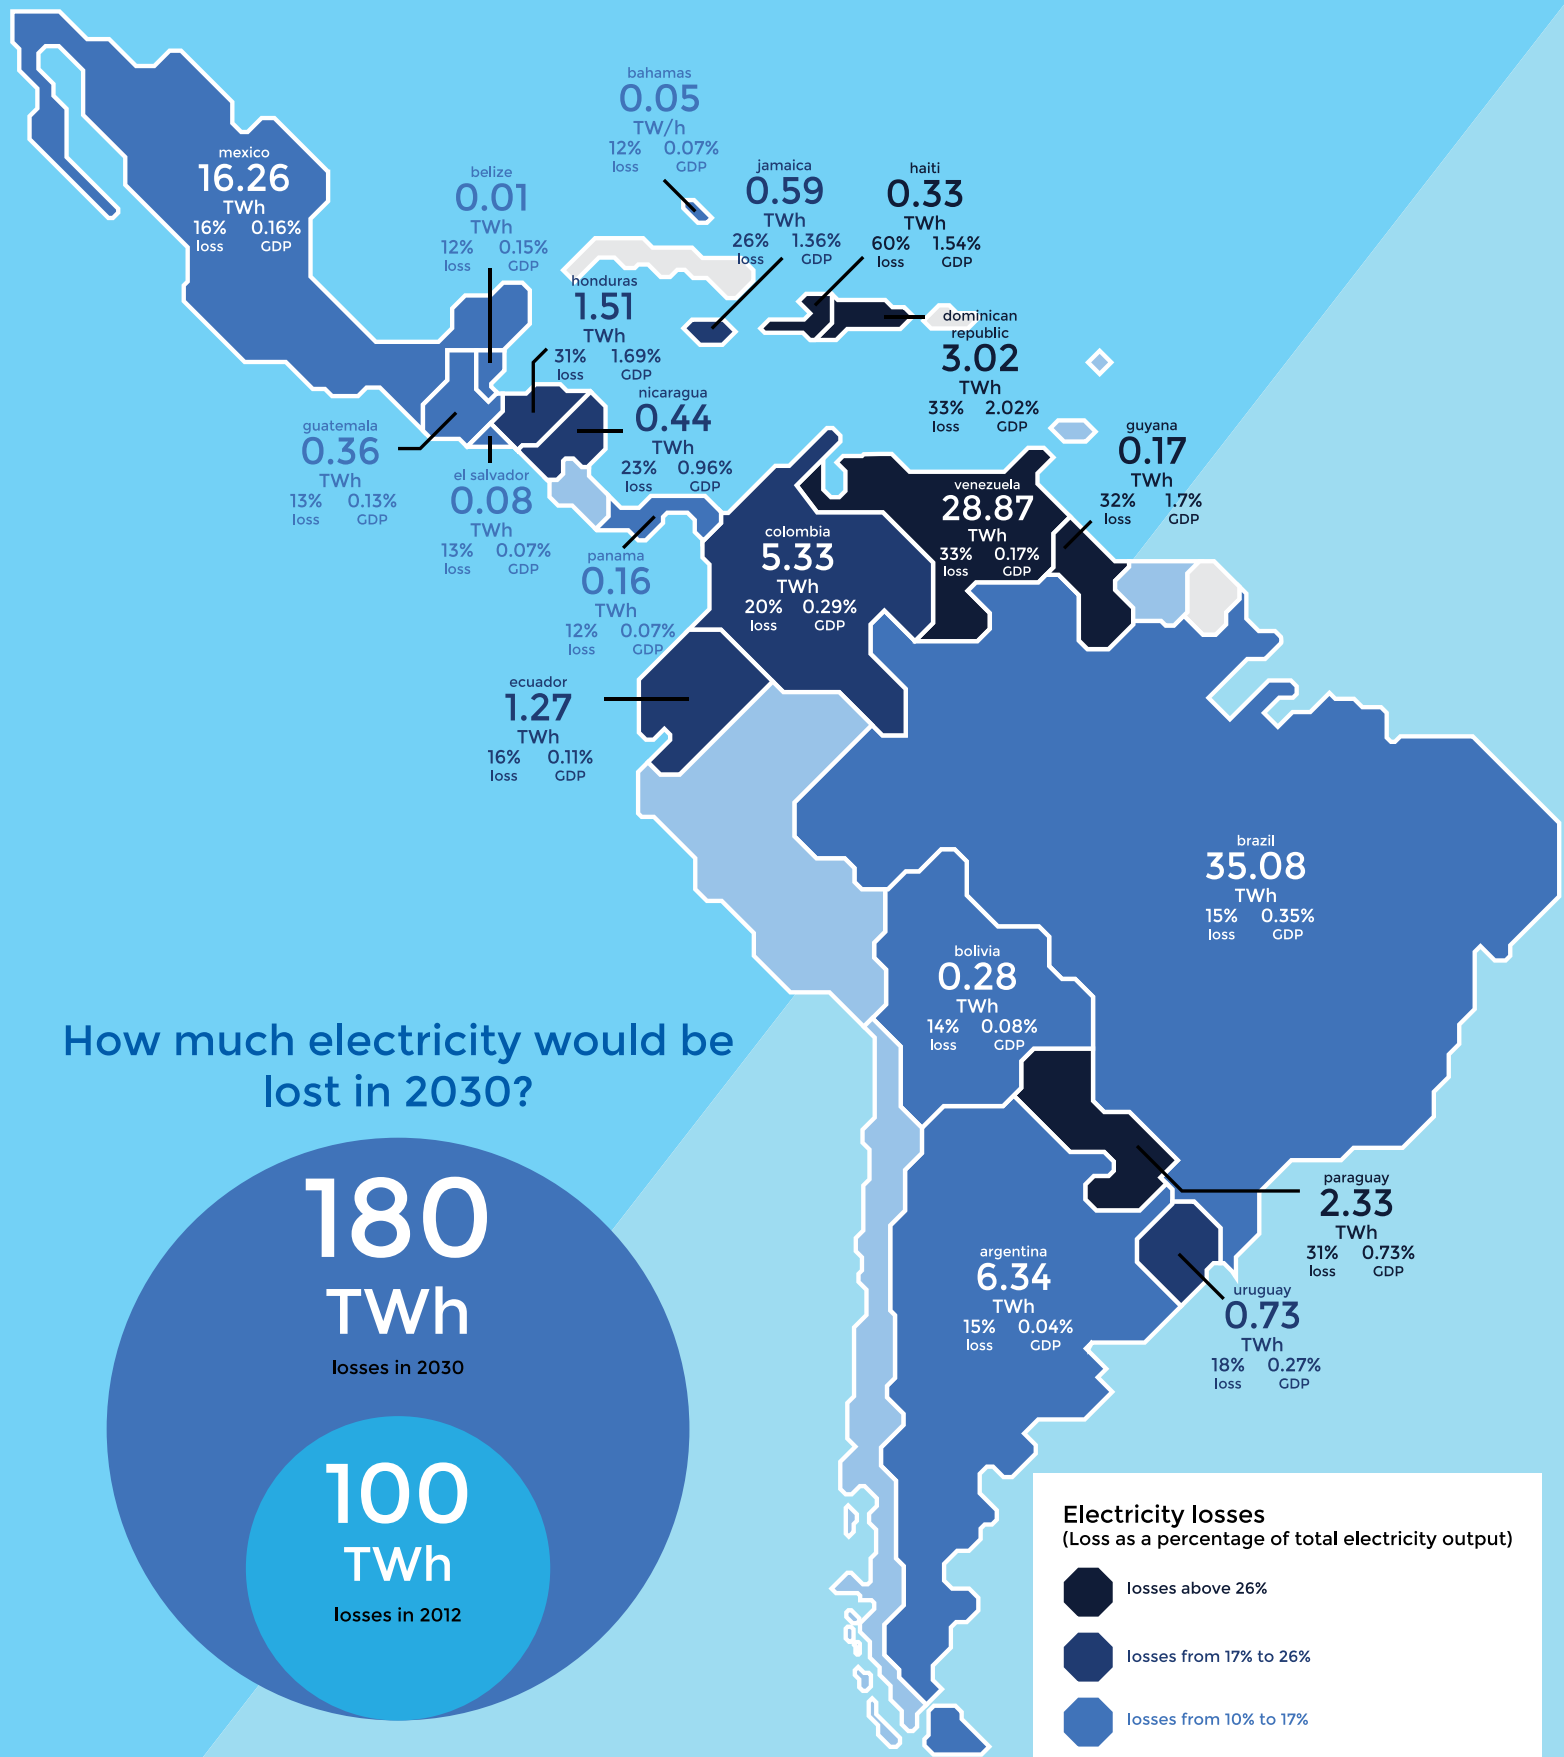 bahamas
0.05
TW/h
12% 0.07%
loss GDP
mexico
16.26
TWh
16% 0.16%
loss GDP
belize
0.01
TWh
12% 0.15%
loss GDP
jamaica
0.59
TWh
26% 1.36%
loss GDP
haiti
0.33
TWh
60% 1.54%
loss GDP
honduras
1.51
TWh
31% 1.69%
loss GDP
dominican
republic
3.02
TWh
33% 2.02%
loss GDP
nicaragua
0.44
TWh
23% 0.96%
loss GDP
guatemala
0.36
TWh
13% 0.13%
loss GDP
el salvador
0.08
TWh
13% 0.07%
loss GDP
guyana
0.17
TWh
32% 1.7%
loss GDP
venezuela
28.87
TWh
33% 0.17%
loss GDP
colombia
5.33
TWh
20% 0.29%
loss GDP
panama
0.16
TWh
12% 0.07%
loss GDP
ecuador
1.27
TWh
16% 0.11%
loss GDP
brazil
35.08
TWh
15% 0.35%
loss GDP
bolivia
0.28
TWh
14% 0.08%
loss GDP
paraguay
2.33
TWh
31% 0.73%
loss GDP
argentina
6.34
TWh
15% 0.04%
loss GDP
uruguay
0.73
TWh
18% 0.27%
loss GDP
How much electricity would be
lost in 2030?
180
TWh
losses in 2030
100
TWh
losses in 2012
Electricity losses
(Loss as a percentage of total electricity output)
losses above 26%
losses from 17% to 26%
losses from 10% to 17%